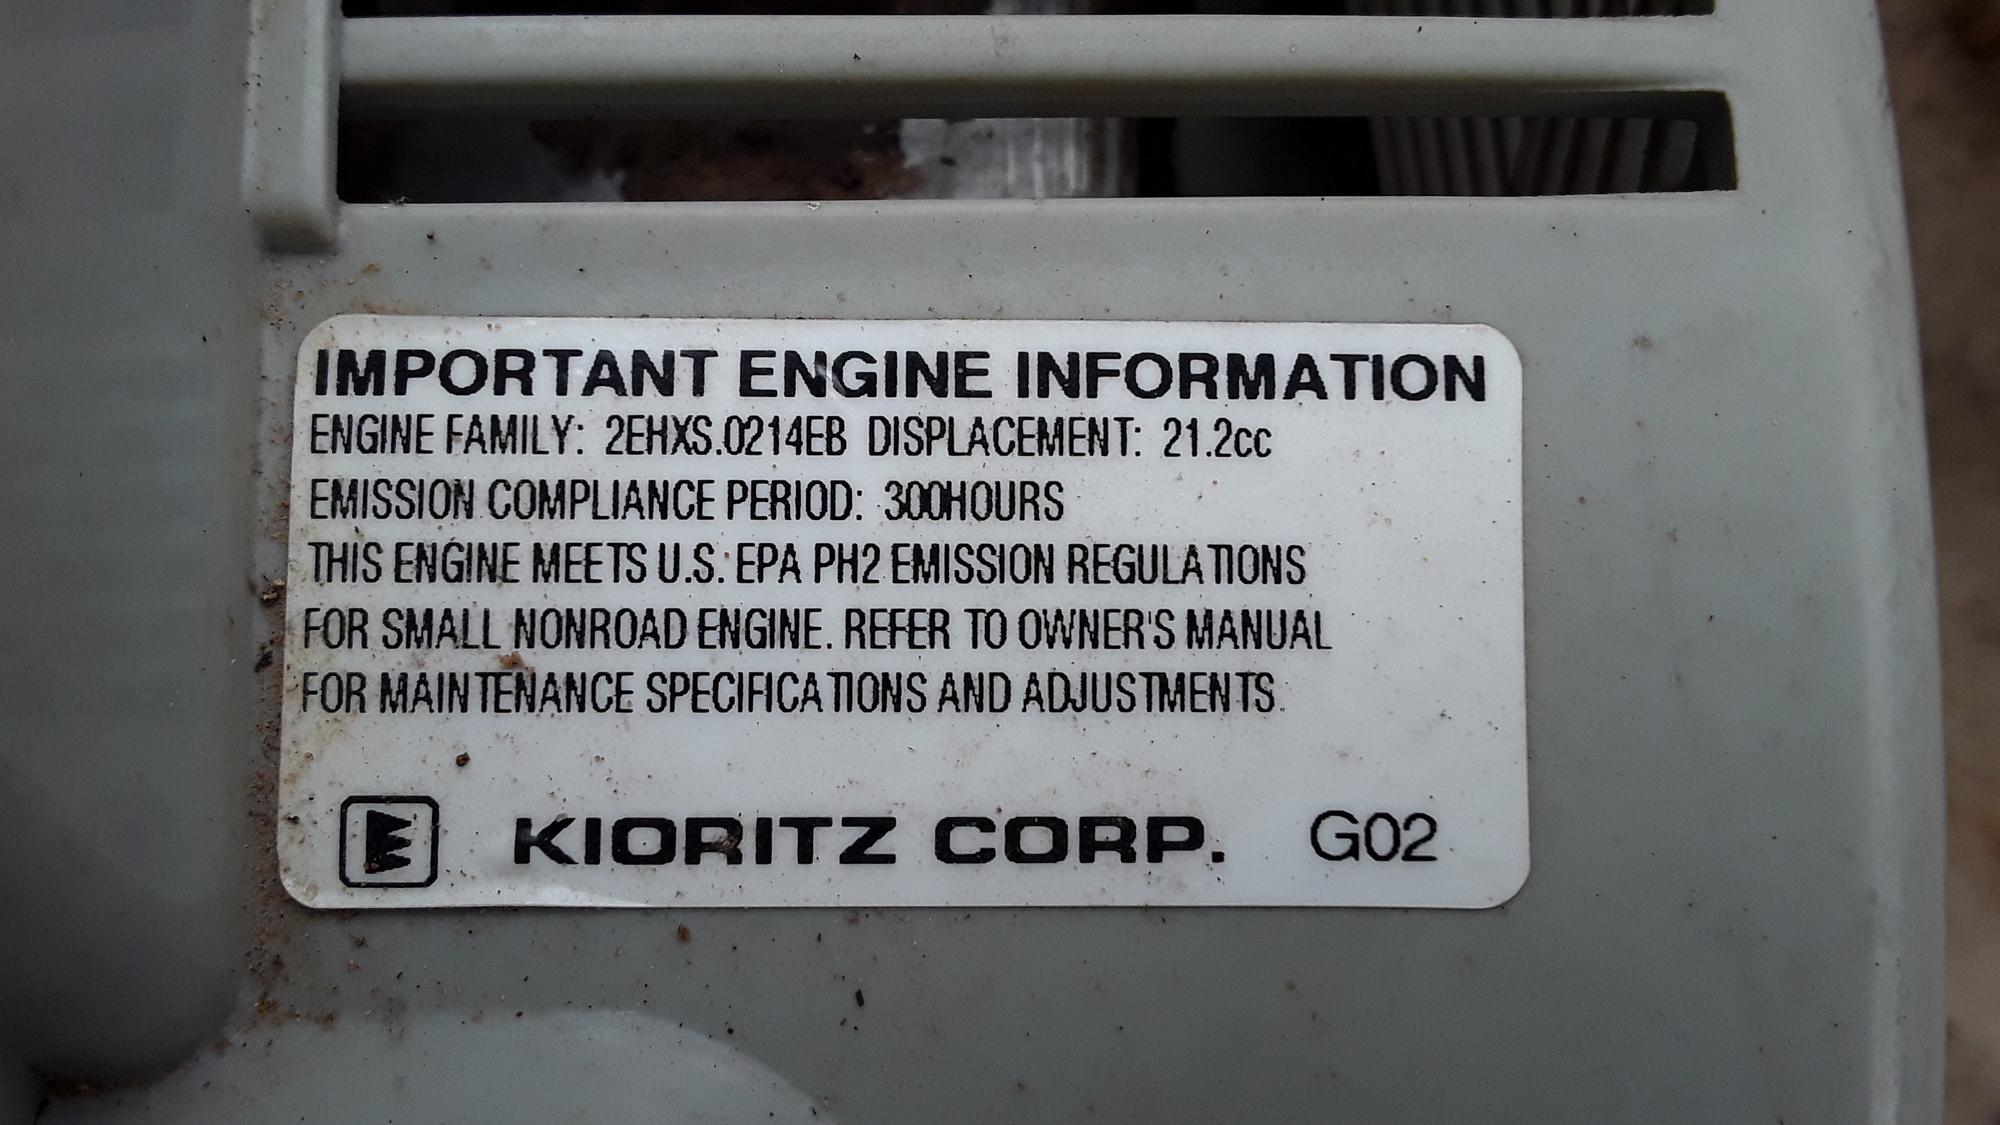 IMPORTANT ENGINE INFORMATION
ENGINE FAMILY: 2EHXS.0214EB DISPLACEMENT: 21.2cc
EMISSION COMPLIANCE PERIOD: 300HOURS
THIS ENGINE MEETS U.S. EPA PH2 EMISSION REGULATIONS
FOR SMALL NONROAD ENGINE. REFER TO OWNER'S MANUAL
FOR MAINTENANCE SPECIFICATIONS AND ADJUSTMENTS.
KIORITZ CORP. G02